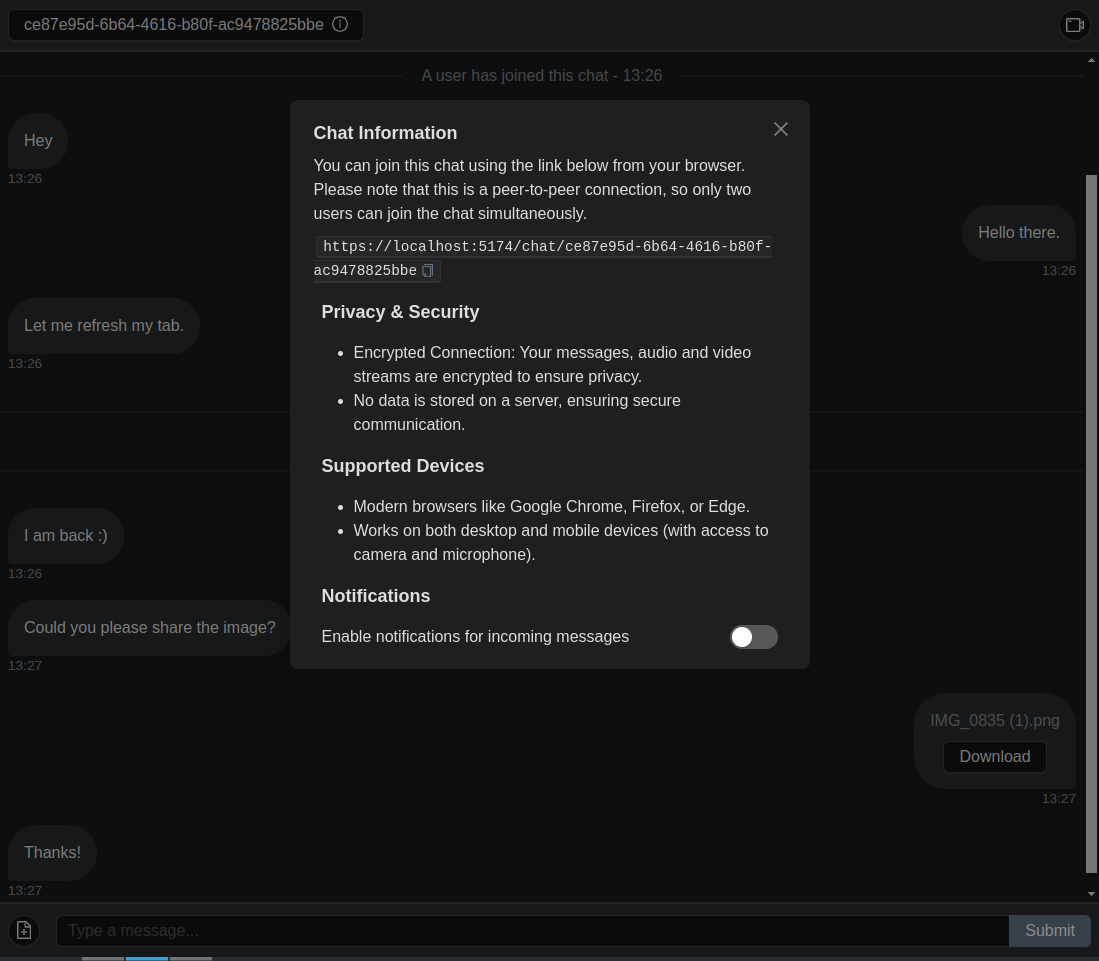 ce87e95d-6b64-4616-b80f-ac9478825bbe
A user has joined this chat - 13:26
Hey
13:26
Hello there.
13:26
Let me refresh my tab.
13:26
I am back :)
13:26
Could you please share the image?
13:27
IMG_0835 (1).png
Download
13:27
Thanks!
13:27
Chat Information
You can join this chat using the link below from your browser.
Please note that this is a peer-to-peer connection, so only two
users can join the chat simultaneously.
https://localhost:5174/chat/ce87e95d-6b64-4616-b80f-
ac9478825bbe
Privacy & Security
• Encrypted Connection: Your messages, audio and video
streams are encrypted to ensure privacy.
• No data is stored on a server, ensuring secure
communication.
Supported Devices
• Modern browsers like Google Chrome, Firefox, or Edge.
• Works on both desktop and mobile devices (with access to
camera and microphone).
Notifications
Enable notifications for incoming messages
Type a message...
Submit